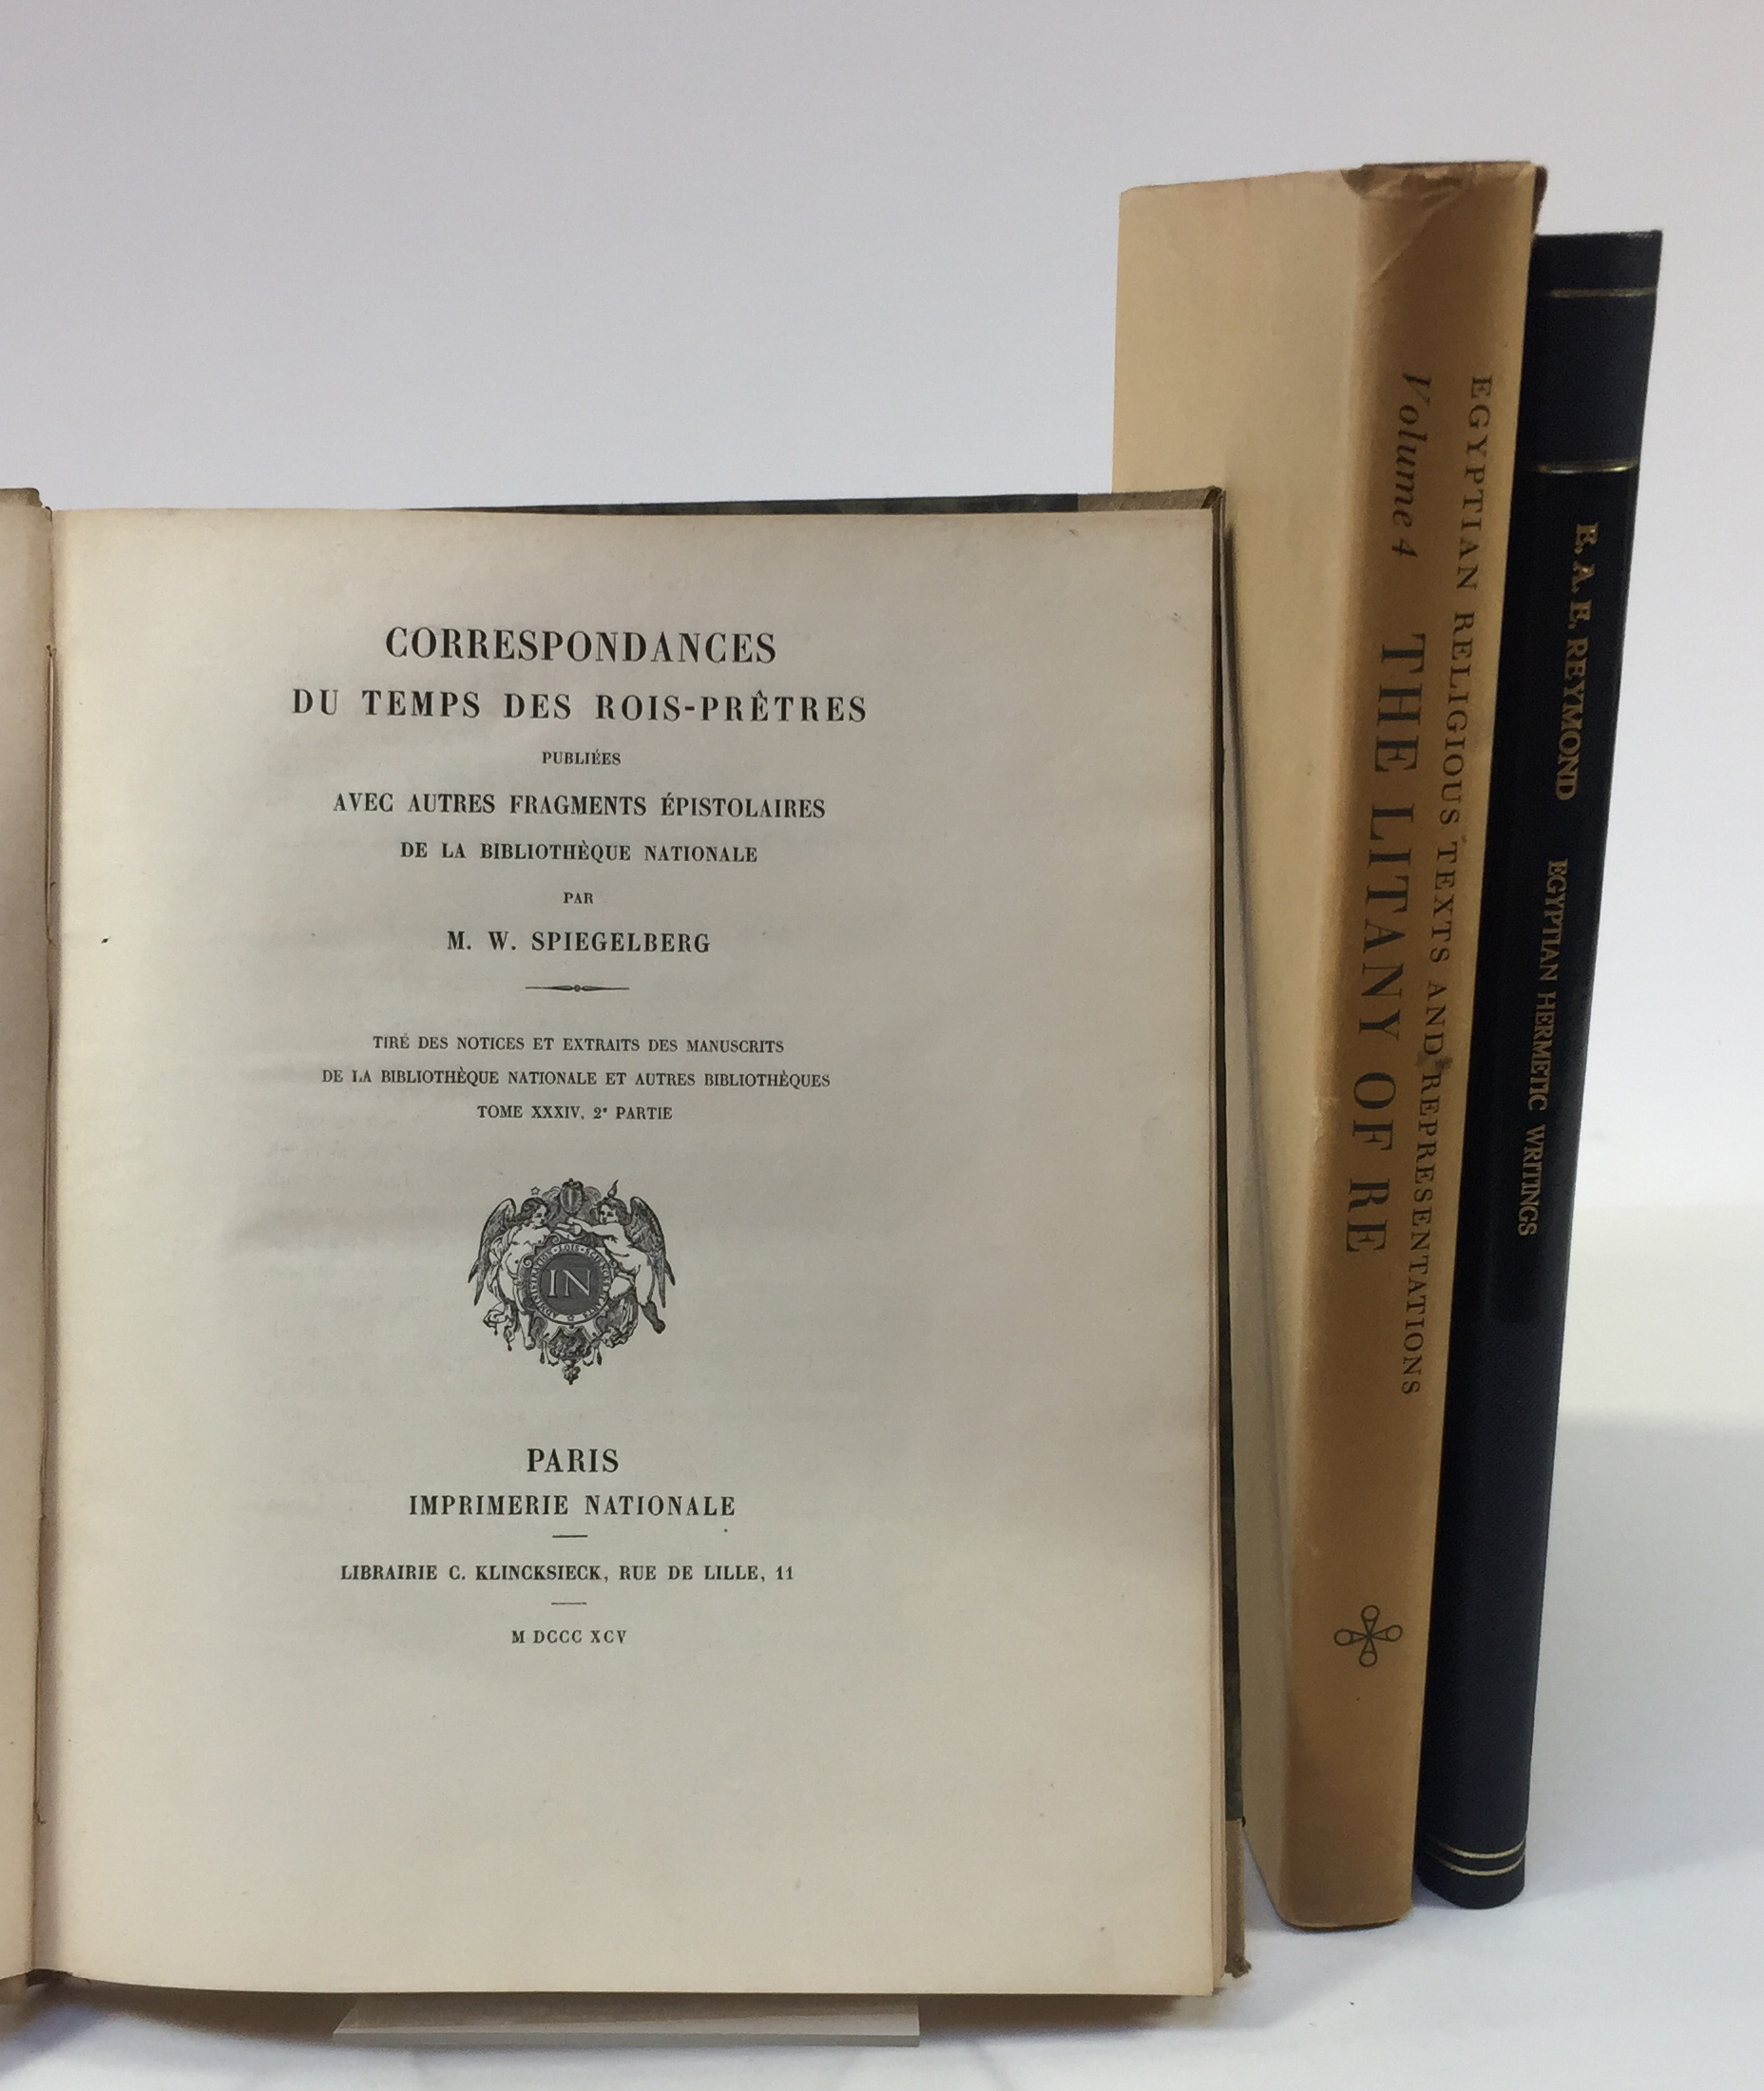 CORRESPONDANCES
DU TEMPS DES ROIS-PRÊTRES
PUBLIÉES
AVEC AUTRES FRAGMENTS ÉPISTOLAIRES
DE LA BIBLIOTHÈQUE NATIONALE
PAR
M. W. SPIEGELBERG
TIRÉ DES NOTICES ET EXTRAITS DES MANUSCRITS
DE LA BIBLIOTHÈQUE NATIONALE ET AUTRES BIBLIOTHÈQUES
TOME XXXIV, 2e PARTIE
IN
PARIS
IMPRIMERIE NATIONALE
LIBRAIRIE C. KLINCKSIECK, RUE DE LILLE, 11
M DCCC XCV
EGYPTIAN RELIGIOUS TEXTS AND REPRESENTATIONS
Volume 4 THE LITANY OF RE
E. A. E. REYMOND EGYPTIAN HERMETIC WRITINGS